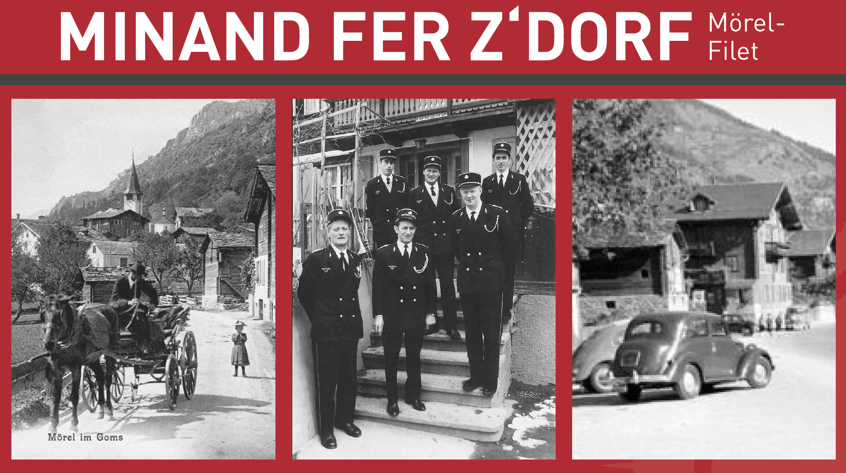 MINAND FER Z‘DORF
Mörel-
Filet
Mörel im Goms